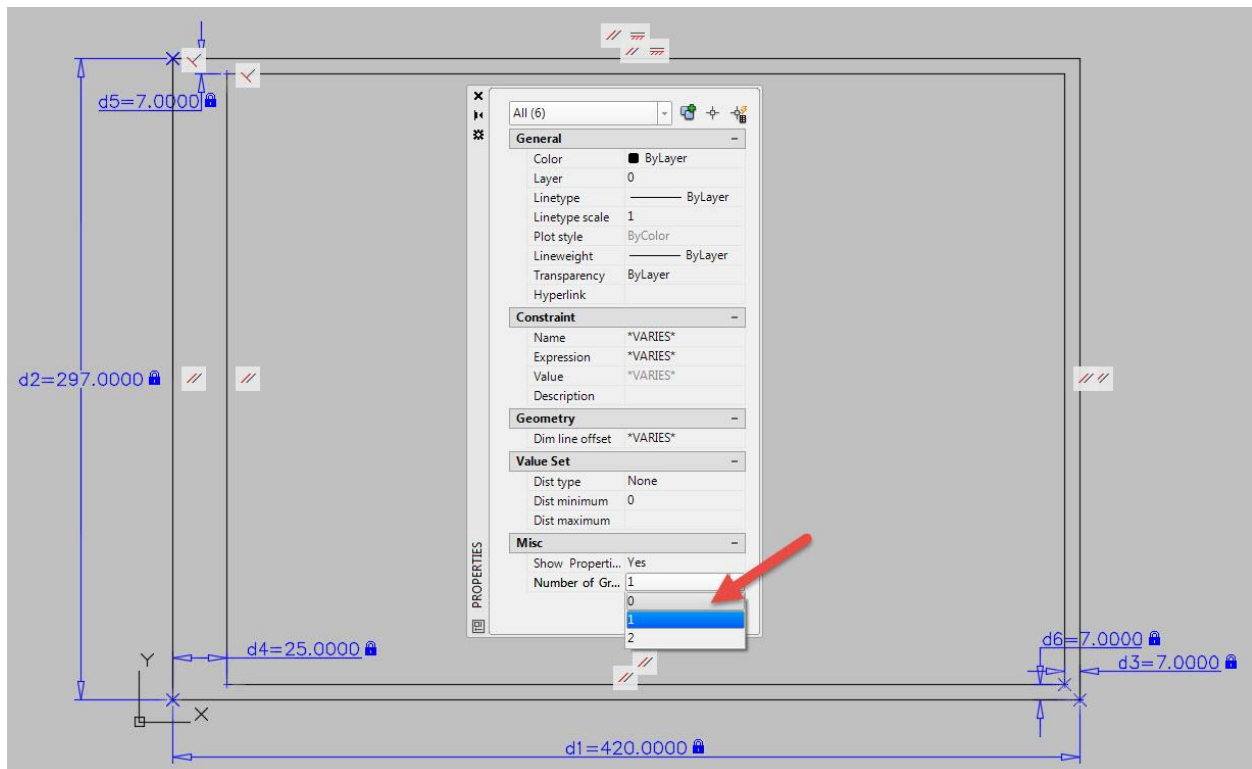 d5=7.0000
All (6)
General
Color ByLayer
Layer 0
Linetype ByLayer
Linetype scale 1
Plot style ByColor
Lineweight ByLayer
Transparency ByLayer
Hyperlink
Constraint
Name *VARIES*
Expression *VARIES*
Value *VARIES*
Description
d2=297.0000
Geometry
Dim line offset *VARIES*
Value Set
Dist type None
Dist minimum 0
Dist maximum
Misc
Show Properti... Yes
Number of Gr... 1
0
1
2
PROPERTIES
d6=7.0000
d4=25.0000
d3=7.0000
Y
X
d1=420.0000